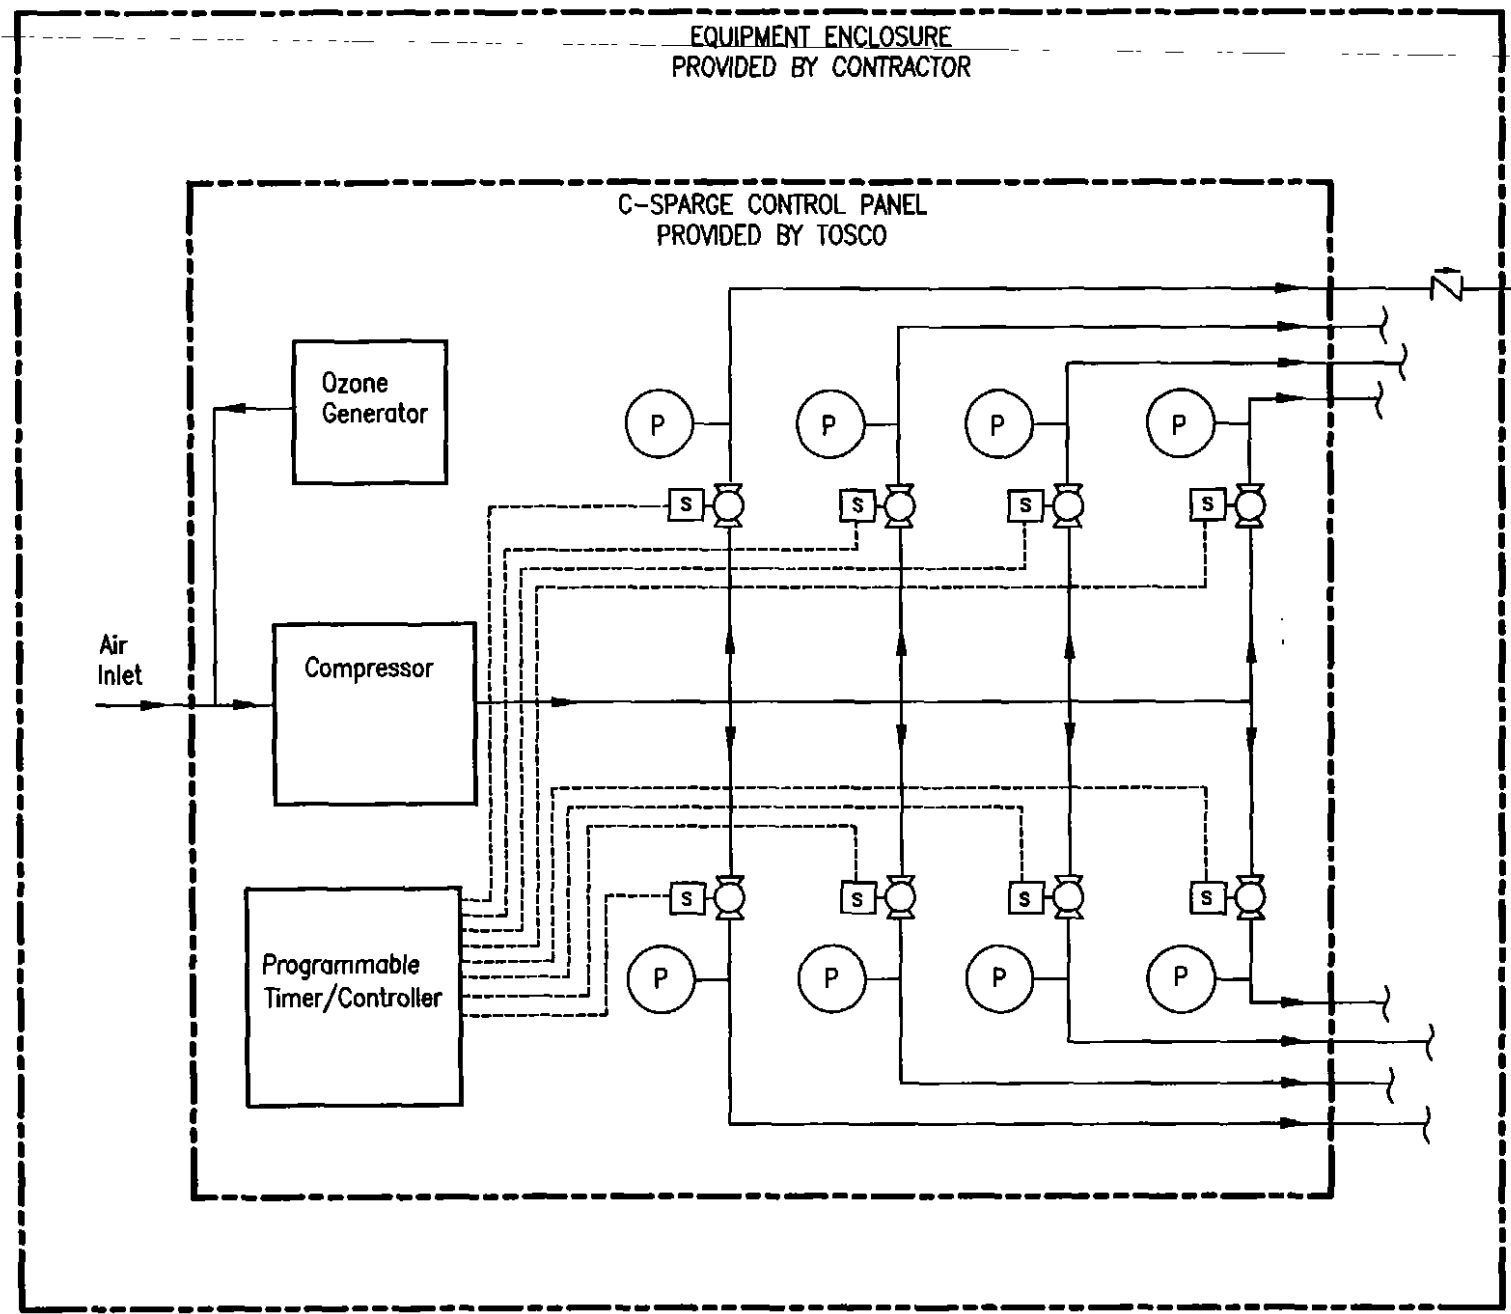 EQUIPMENT ENCLOSURE
PROVIDED BY CONTRACTOR
C-SPARGE CONTROL PANEL
PROVIDED BY TOSCO
Ozone
Generator
P P P P
S S S S
Air
Inlet
Compressor
S S S S
Programmable
Timer/Controller
P P P P